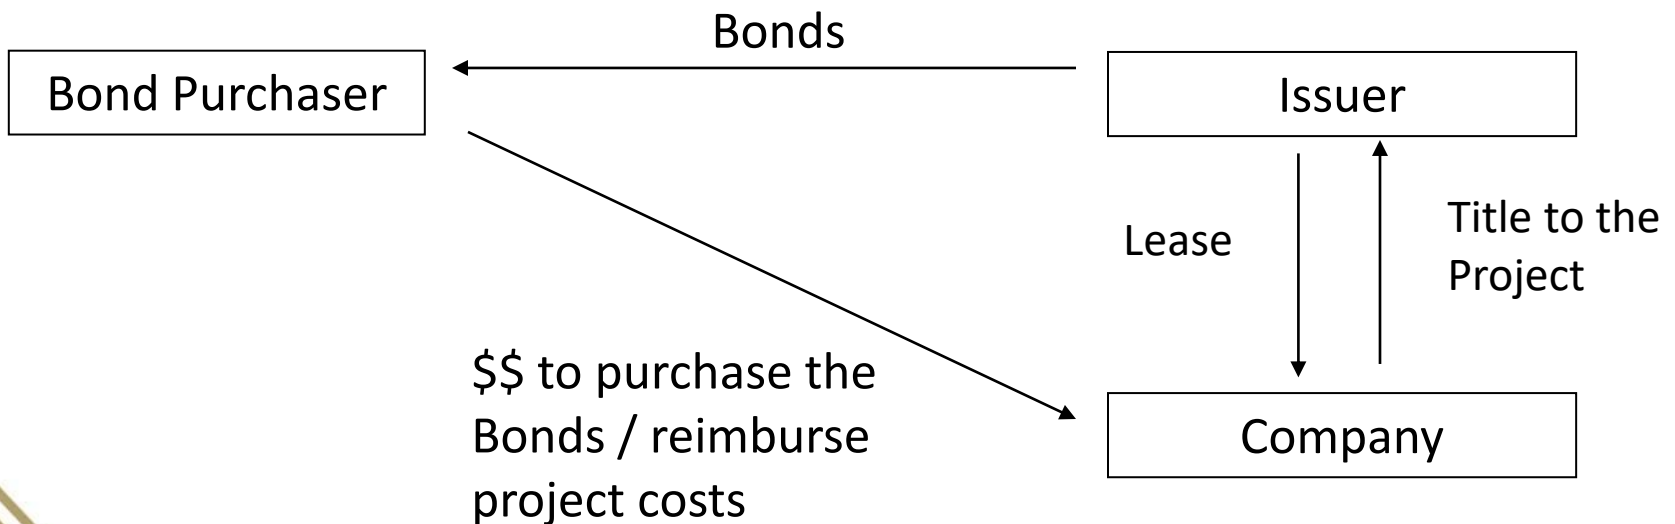 Bonds
Bond Purchaser
Issuer
Lease
Title to the
Project
$$ to purchase the
Bonds / reimburse
project costs
Company